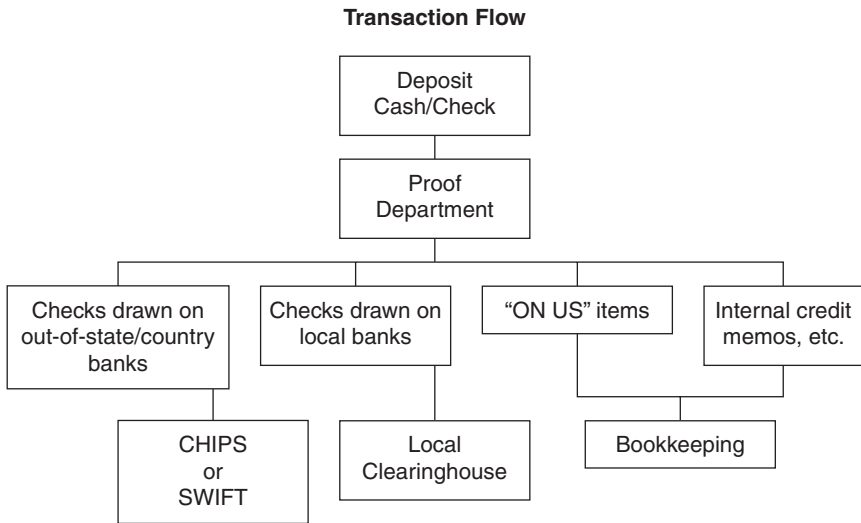 Transaction Flow
Deposit
Cash/Check
Proof
Department
Checks drawn on
out-of-state/country
banks
Checks drawn on
local banks
“ON US” items
Internal credit
memos, etc.
CHIPS
or
SWIFT
Local
Clearinghouse
Bookkeeping